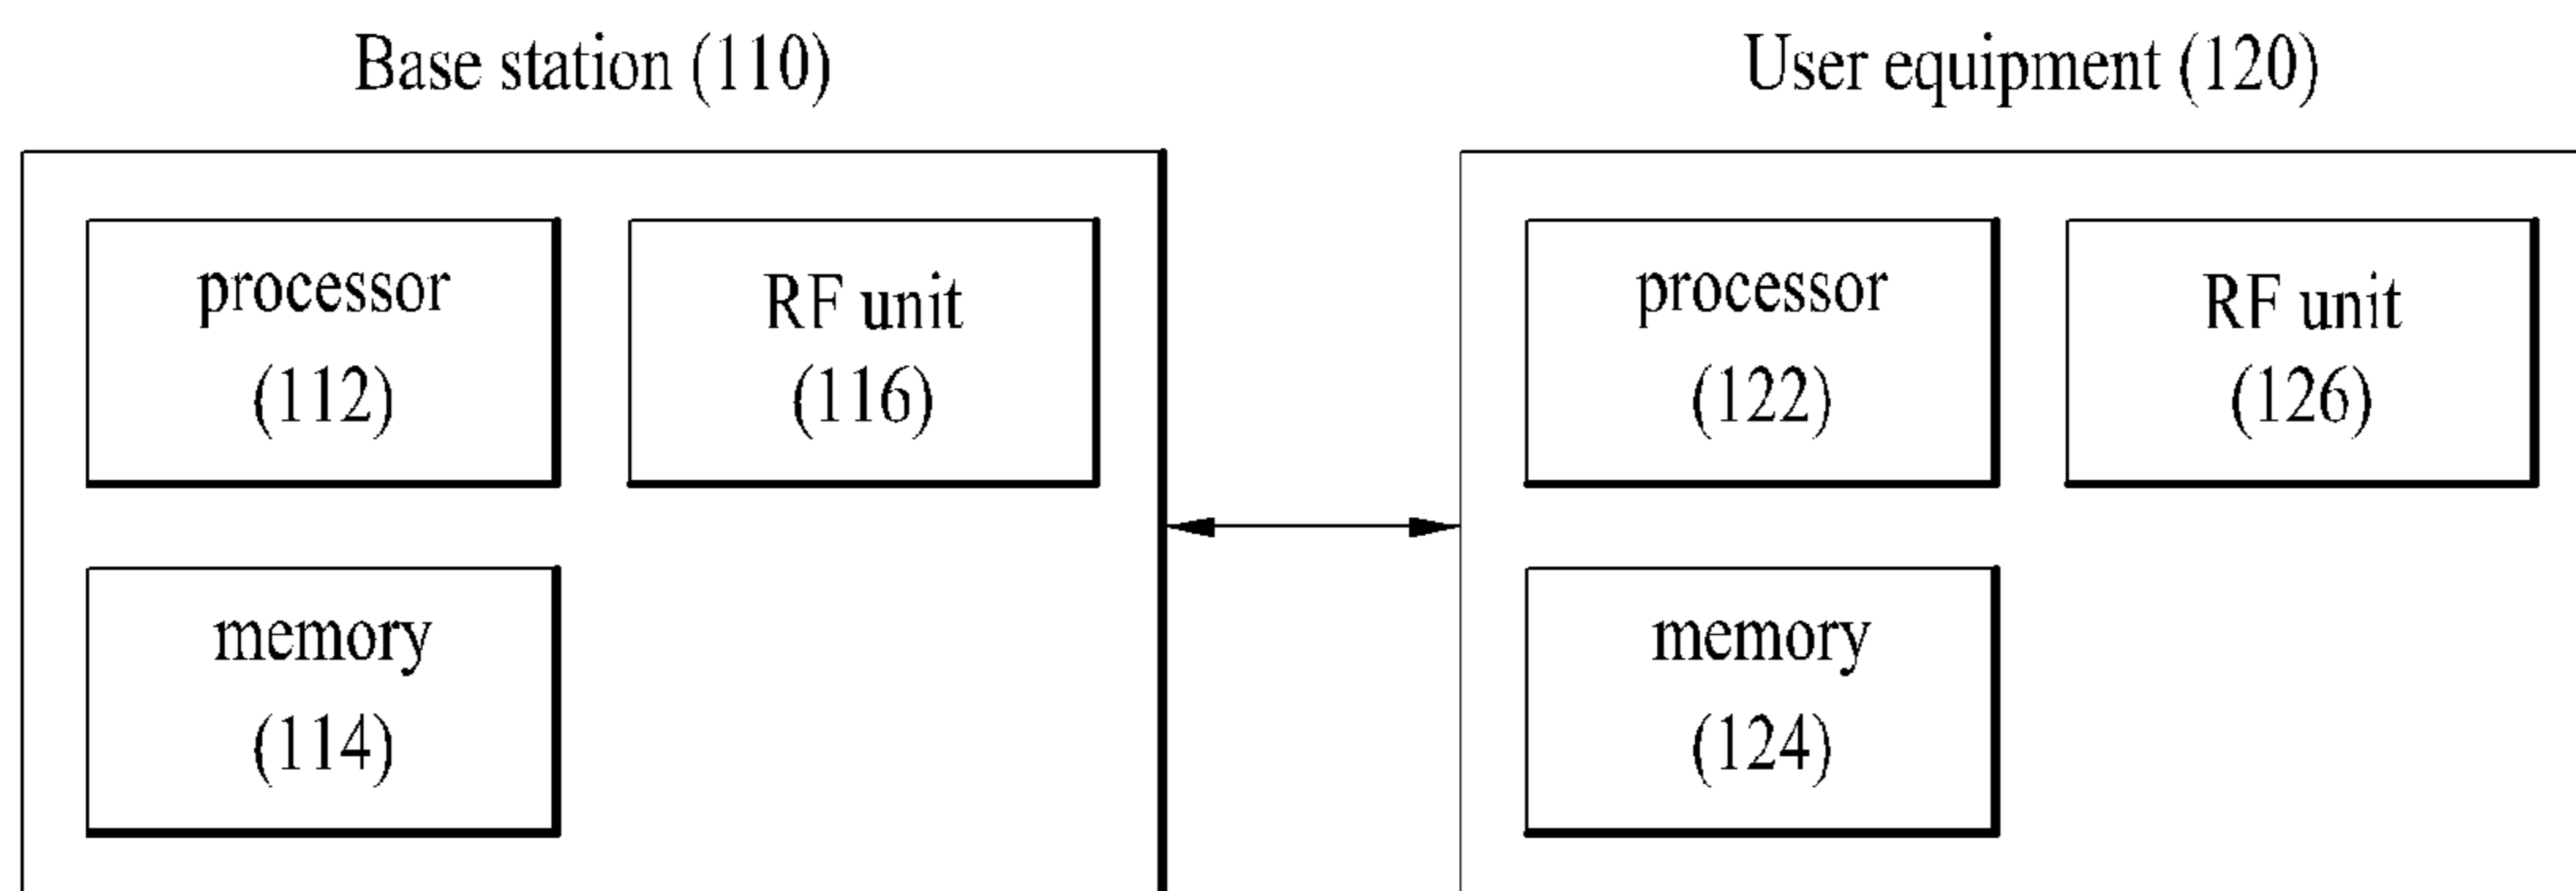 Base station (110)
User equipment (120)
processor
(112)
RF unit
(116)
memory
(114)
processor
(122)
RF unit
(126)
memory
(124)